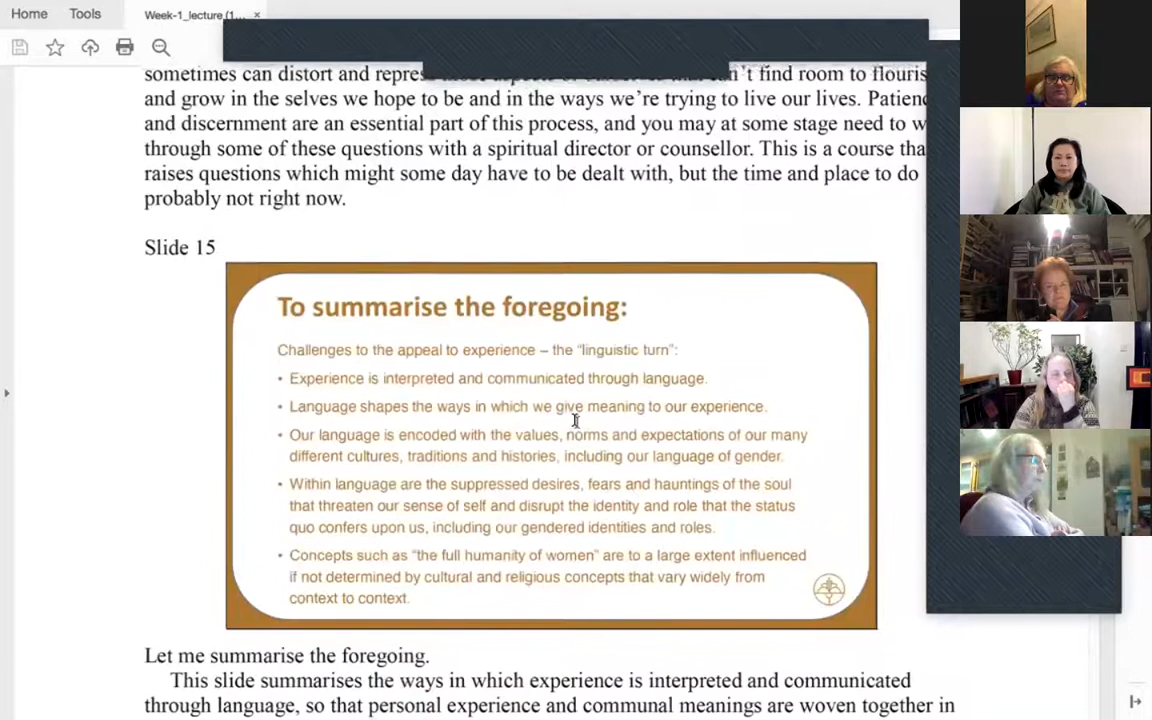 Home Tools Week-1_lecture (1... ×
sometimes can distort and
and grow in the selves we hope to be and in the ways we're trying to live our lives.
and discernment are an essential part of this process, and you may at some stage need to
through some of these questions with a spiritual director or counsellor. This is a course
raises questions which might some day have to be dealt with, but the time and place to do
probably not right now.
Slide 15
To summarise the foregoing:
Challenges to the appeal to experience – the “linguistic turn”:
• Experience is interpreted and communicated through language.
• Language shapes the ways in which we give meaning to our experience.
• Our language is encoded with the values, norms and expectations of our many
different cultures, traditions and histories, including our language of gender.
• Within language are the suppressed desires, fears and hauntings of the soul
that threaten our sense of self and disrupt the identity and role that the status
quo confers upon us, including our gendered identities and roles.
• Concepts such as “the full humanity of women” are to a large extent influenced
if not determined by cultural and religious concepts that vary widely from
context to context.
Let me summarise the foregoing.
This slide summarises the ways in which experience is interpreted and communicated
through language, so that personal experience and communal meanings are woven together in